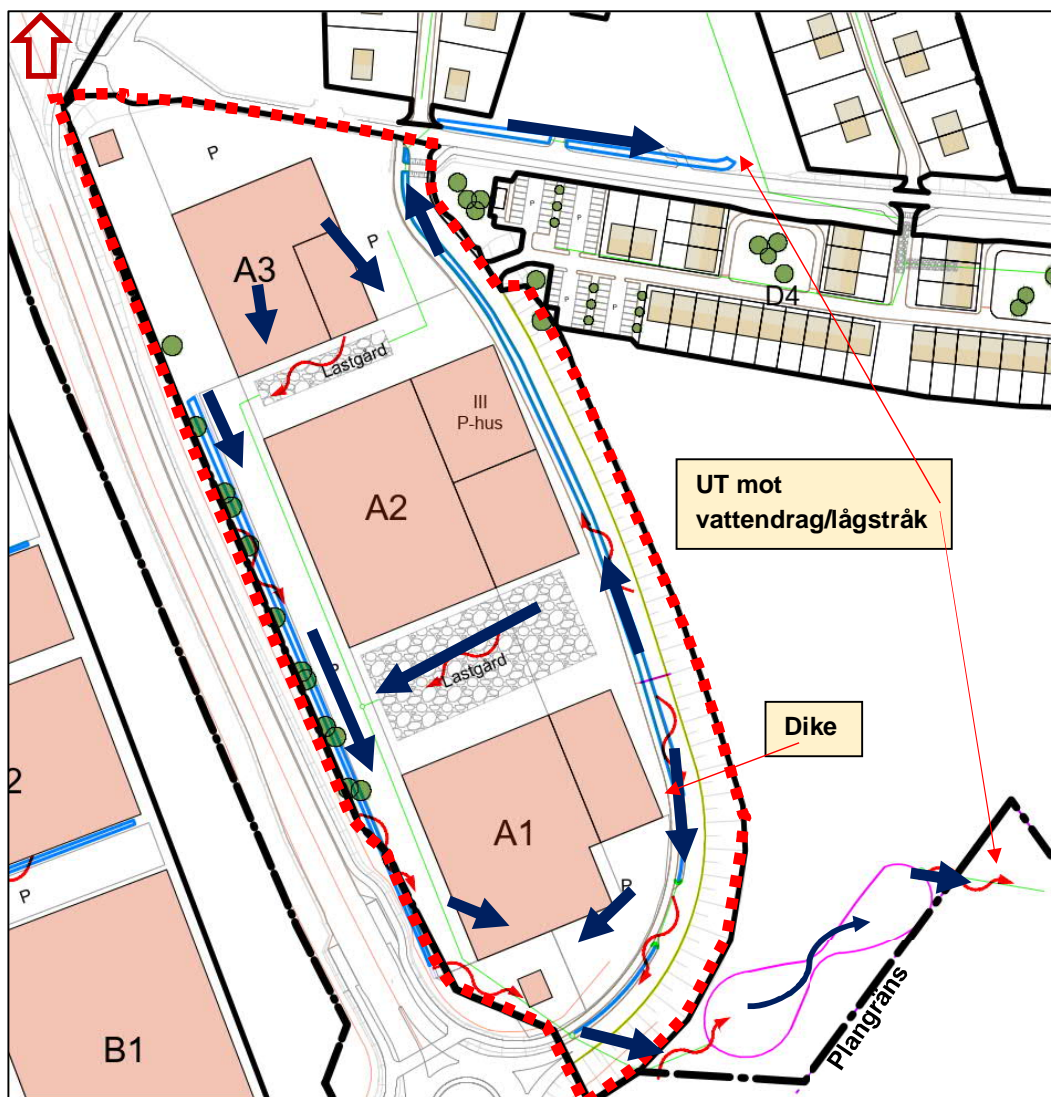 P
A3
P
Lastgård
III
P-hus
A2
D4
P
P
UT mot
vattendrag/lågstråk
Lastgård
P
Dike
2
A1
P
P
B1
Plangräns